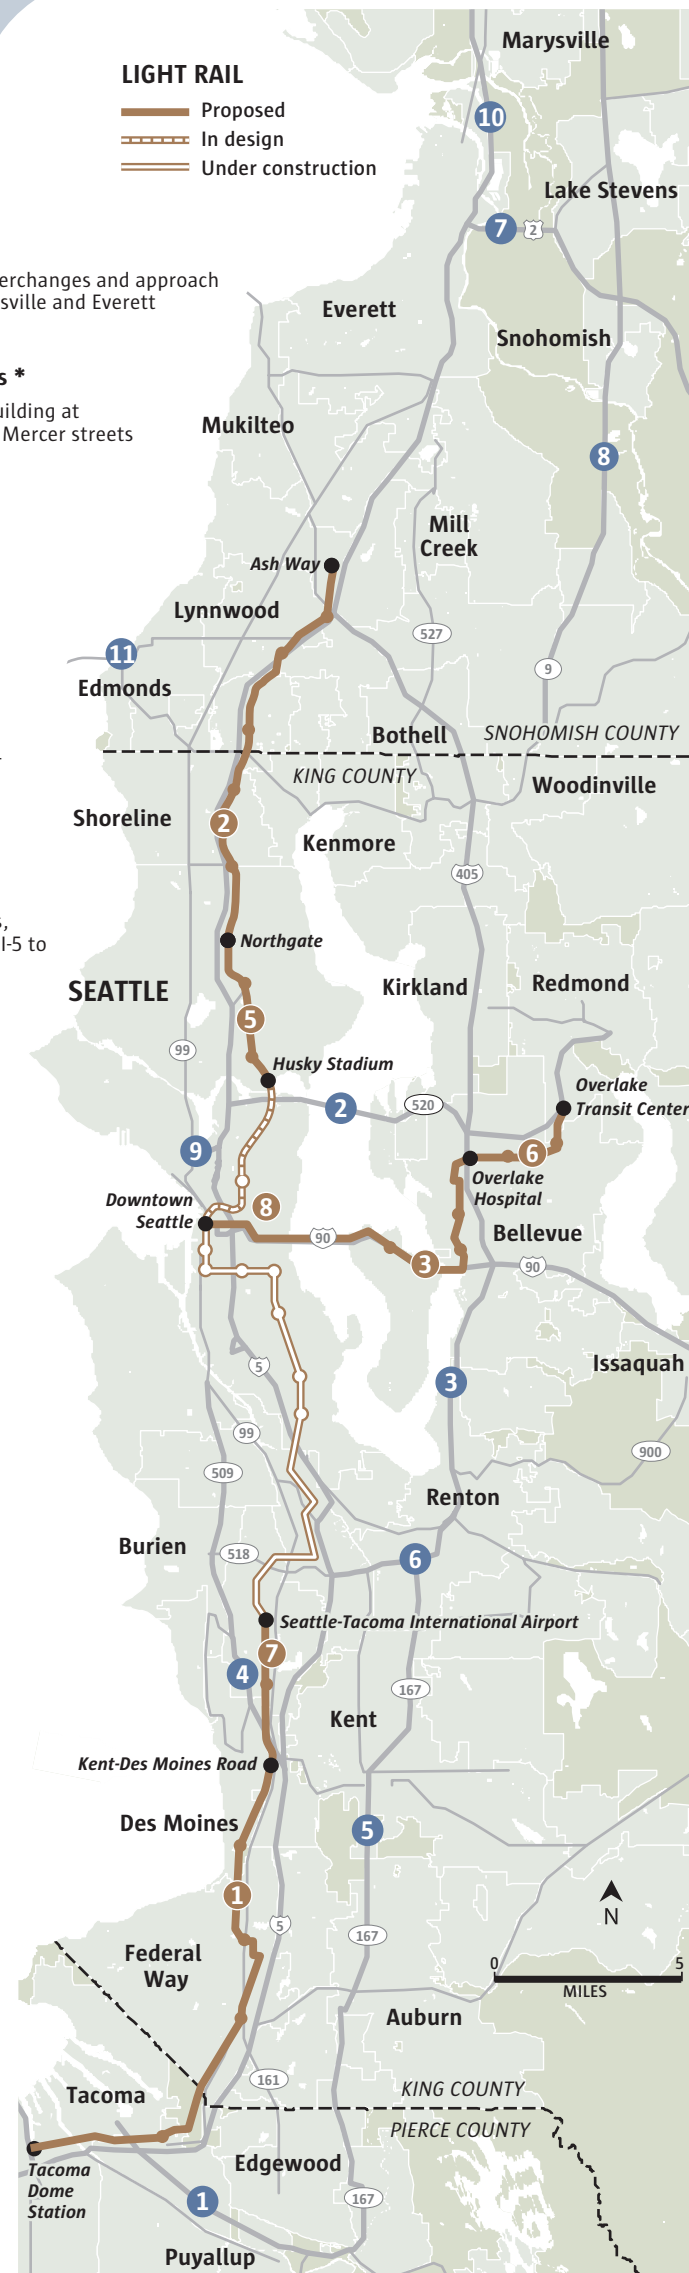 Marysville
LIGHT RAIL
Proposed
In design
Under construction
10
Lake Stevens
7
2
erchanges and approach
sville and Everett
Everett
Snohomish
s *
uilding at
Mercer streets
Mukilteo
8
Mill
Creek
Ash Way
Lynnwood
527
11
9
Edmonds
Bothell
SNOHOMISH COUNTY
KING COUNTY
Woodinville
Shoreline
2
Kenmore
405
s,
I-5 to
Northgate
SEATTLE
Kirkland
Redmond
5
99
Husky Stadium
Overlake
Transit Center
2
520
9
6
Overlake
Hospital
Downtown
Seattle
8
90
Bellevue
3
90
5
Issaquah
3
99
900
509
Renton
Burien
518
6
Seattle-Tacoma International Airport
7
4
167
Kent
Kent-Des Moines Road
Des Moines
5
1
N
5
167
Federal
Way
0
5
MILES
Auburn
161
KING COUNTY
Tacoma
PIERCE COUNTY
Edgewood
Tacoma
Dome
Station
1
167
Puyallup